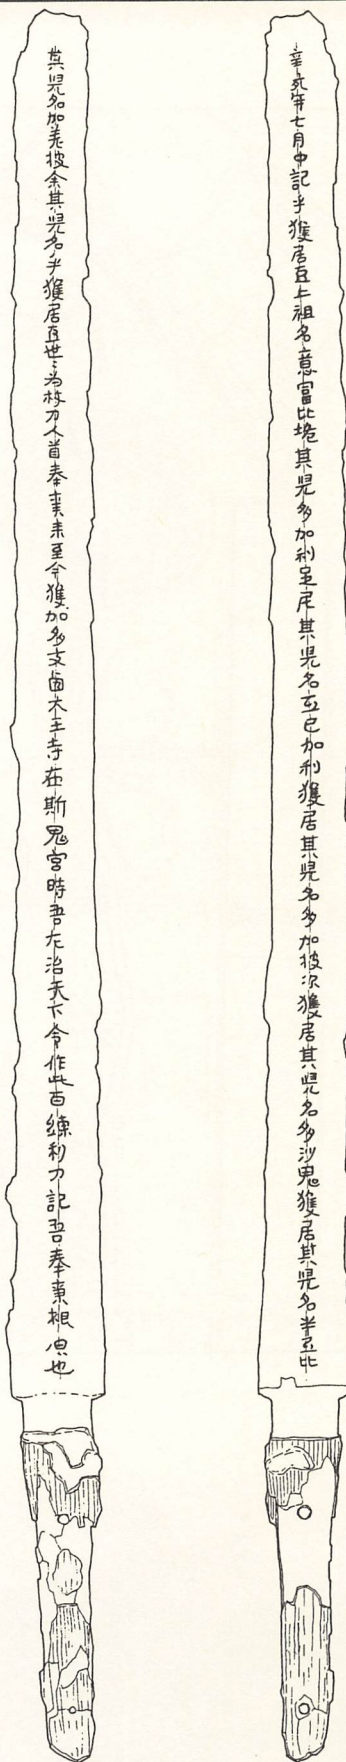 辛亥年七月中記乎獲居臣上祖名意富比垝其児多加利足尼其児名弖已加利獲居其児名多加披次獲居其児名多沙鬼獲居其児名半弖比
其児名加差披余其児名乎獲居臣世々為杖刀人首奉事来至今獲加多支鹵大王寺在斯鬼宮時吾左治天下令作此百練利刀記吾奉事根原也